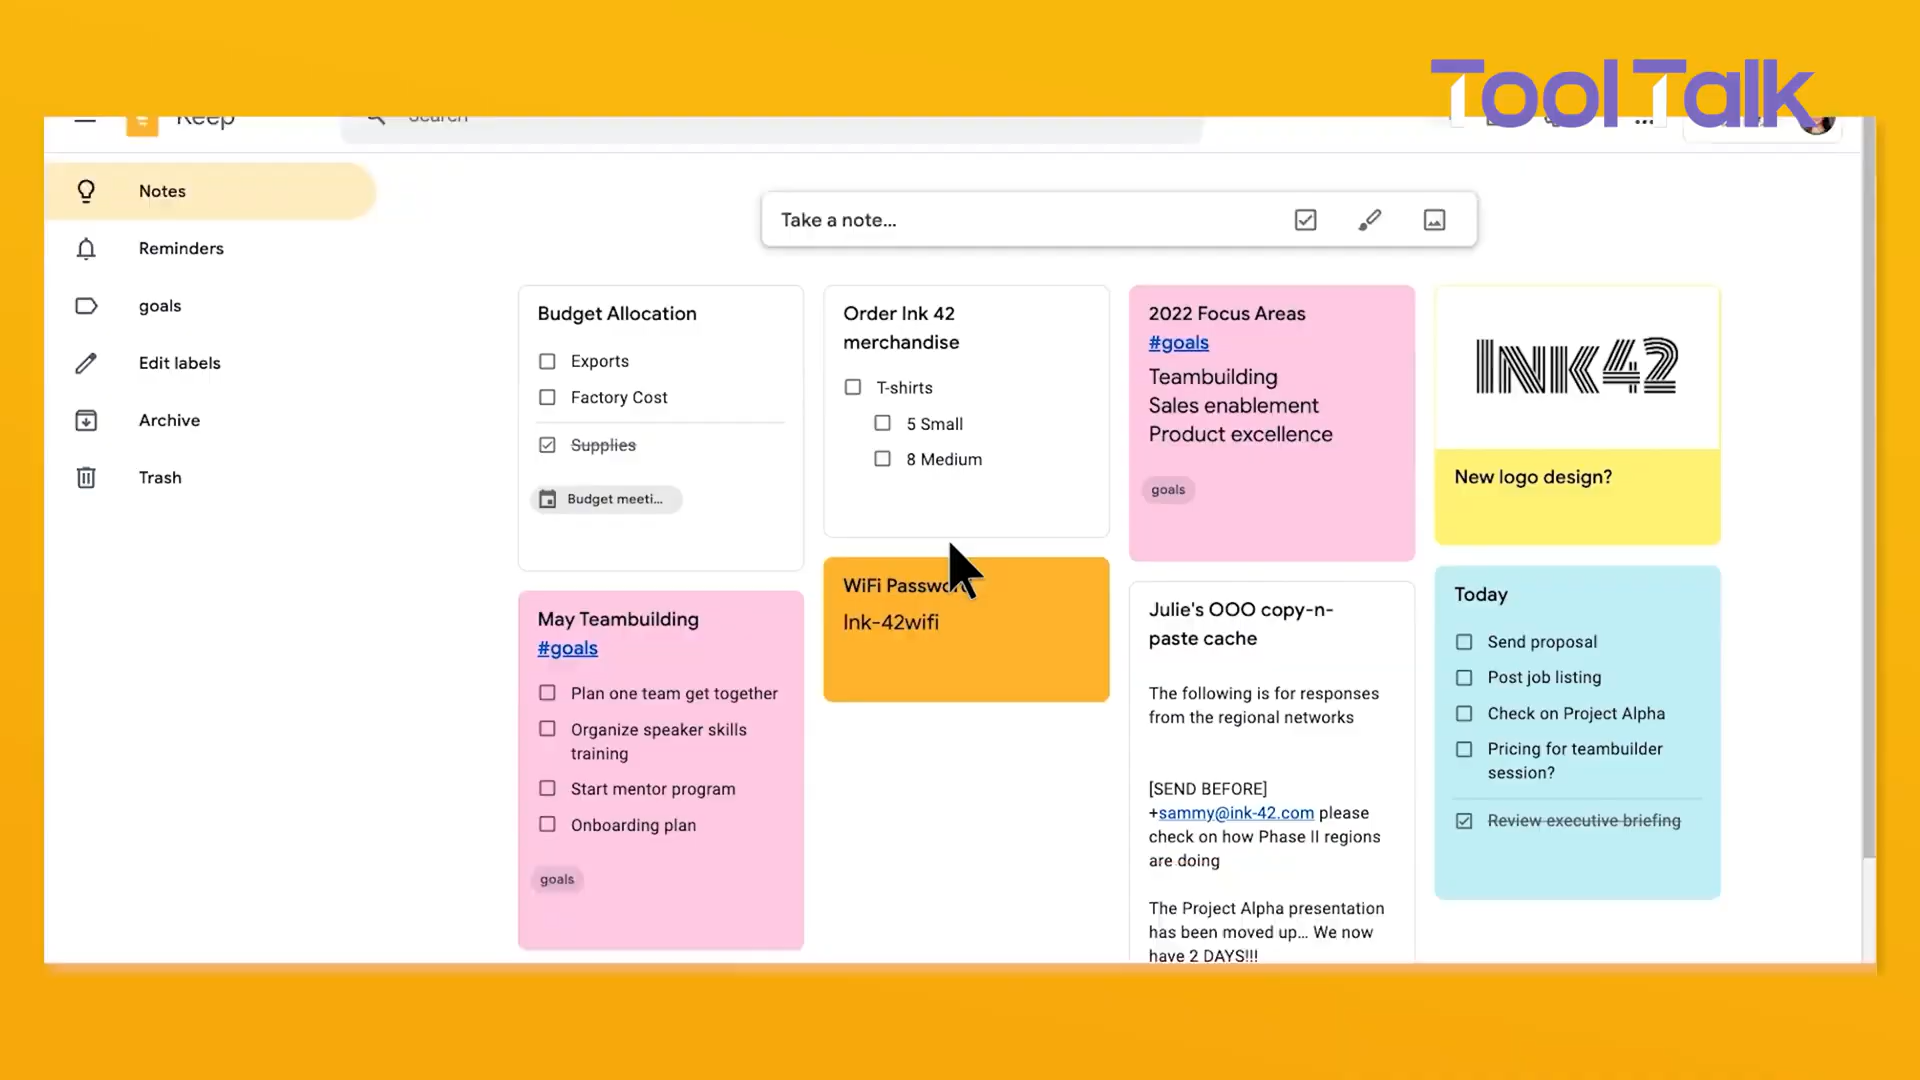 Tool Talk
Keep
Search
Notes
Reminders
goals
Edit labels
Archive
Trash
Take a note...
Budget Allocation
Exports
Factory Cost
Supplies
Budget meeti...
May Teambuilding
#goals
Plan one team get together
Organize speaker skills
training
Start mentor program
Onboarding plan
goals
Order Ink 42
merchandise
T-shirts
5 Small
8 Medium
WiFi Password
Ink-42wifi
2022 Focus Areas
#goals
Teambuilding
Sales enablement
Product excellence
goals
Julie's OOO copy-n-
paste cache
The following is for responses
from the regional networks
[SEND BEFORE]
+sammy@ink-42.com please
check on how Phase II regions
are doing
The Project Alpha presentation
has been moved up... We now
have 2 DAYS!!!
INK42
New logo design?
Today
Send proposal
Post job listing
Check on Project Alpha
Pricing for teambuilder
session?
Review executive briefing